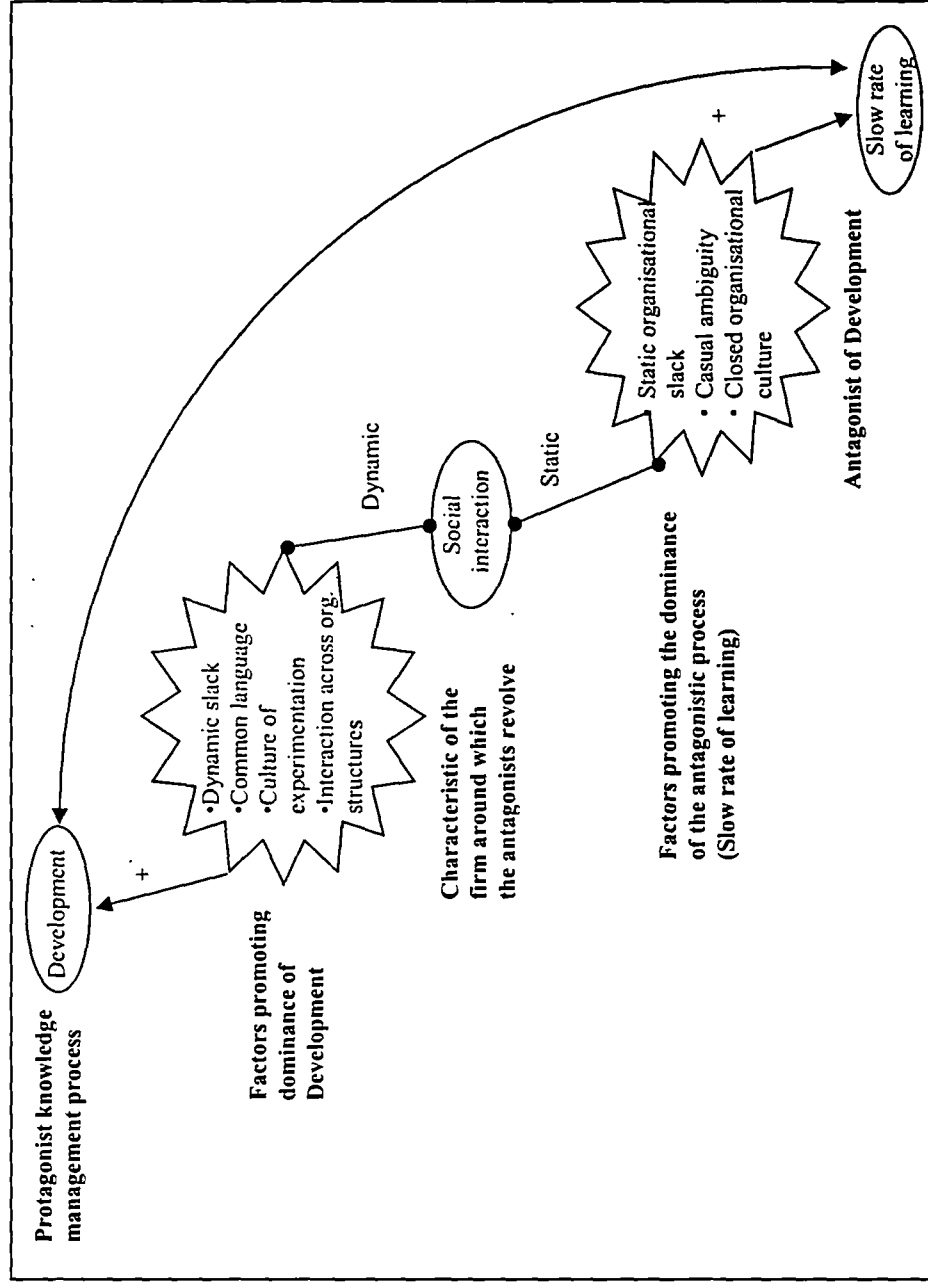 Protagonist knowledge
management process
Development
+
Factors promoting
dominance of
Development
•Dynamic slack
•Common language
•Culture of
experimentation
•Interaction across org.
structures
Dynamic
Characteristic of the
firm around which
the antagonists revolve
Social
interaction
Static
Factors promoting the dominance
of the antagonistic process
(Slow rate of learning)
• Static organisational
slack
• Casual ambiguity
• Closed organisational
culture
+
Antagonist of Development
Slow rate
of learning